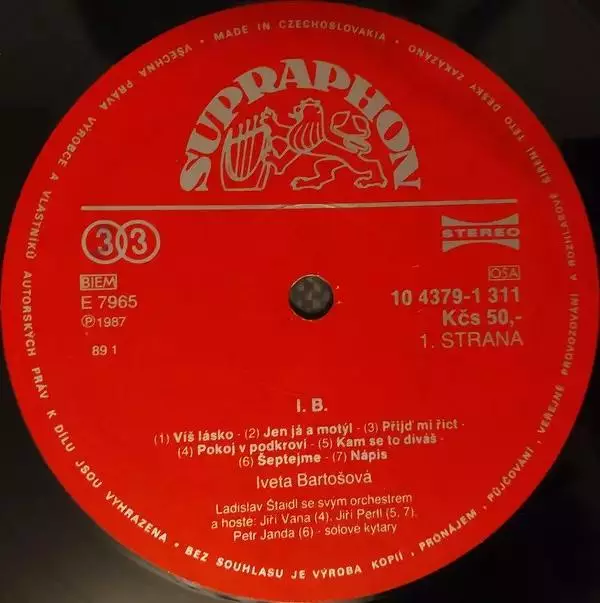 SUPRAPHON
33
STEREO
BIEM
OSA
E 7965
10 4379-1 311
℗ 1987
Kčs 50,-
89 1
1. STRANA
I. B.
(1) Víš lásko - (2) Jen já a motýl - (3) Přijď mi říct -
(4) Pokoj v podkroví - (5) Kam se to díváš -
(6) Šeptejme - (7) Nápis
Iveta Bartošová
Ladislav Štaidl se svým orchestrem
a hosté: Jiří Vana (4), Jiří Pertl (5, 7),
Petr Janda (6) - sólové kytary
MADE IN CZECHOSLOVAKIA • VŠECHNA PRÁVA VÝROBCE A VLASTNÍKŮ AUTORSKÝCH PRÁV K DÍLU JSOU VYHRAZENA • BEZ SOUHLASU JE VÝROBA KOPIÍ, PRONÁJEM, PŮJČOVÁNÍ, VEŘEJNÉ PROVOZOVÁNÍ A ROZHLASOVÉ ŠÍŘENÍ TÉTO DESKY ZAKÁZÁNO